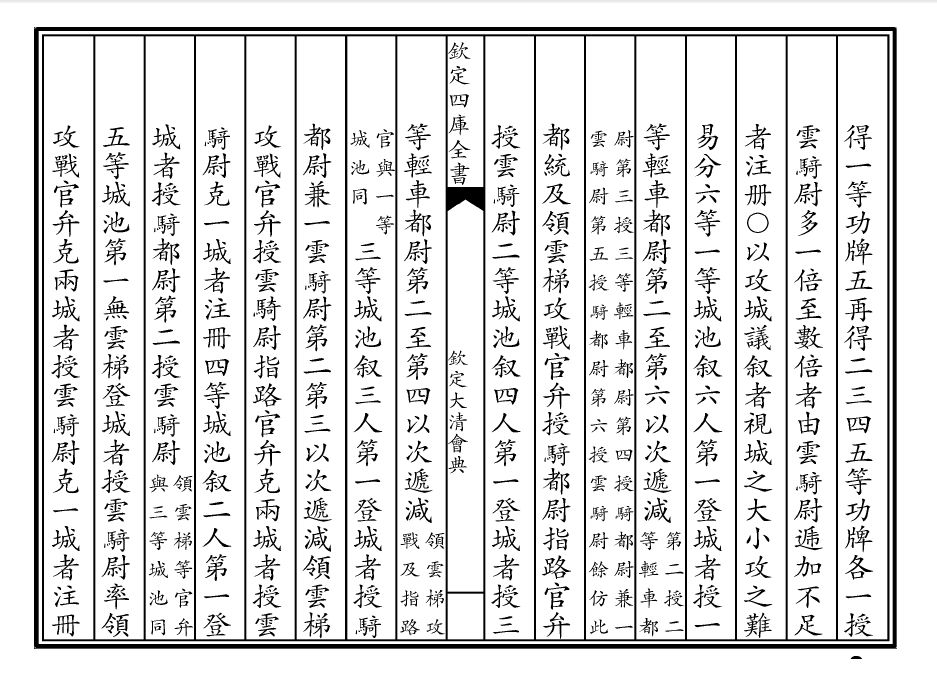 得一等功牌五再得二三四五等功牌各一授
雲騎尉多一倍至數倍者由雲騎尉遞加不足
者注册○以攻城議叙者視城之大小攻之難
易分六等一等城池叙六人第一登城者授一
等輕車都尉第二至第六以次遞減第二授二等輕車都
尉第三授三等輕車都尉第四授騎都尉兼一
雲騎尉第五授騎都尉第六授雲騎尉餘仿此
都統及領雲梯攻戰官弁授騎都尉指路官弁
授雲騎尉二等城池叙四人第一登城者授三
欽定四庫全書
欽定大清會典
等輕車都尉第二至第四以次遞減領雲梯攻戰及指路
官與一等城池同三等城池叙三人第一登城者授騎
都尉兼一雲騎尉第二第三以次遞減領雲梯
攻戰官弁授雲騎尉指路官弁克兩城者授雲
騎尉克一城者注冊四等城池叙二人第一登
城者授騎都尉第二授雲騎尉領雲梯等官弁與三等城池同
五等城池第一無雲梯登城者授雲騎尉率領
攻戰官弁克兩城者授雲騎尉克一城者注冊